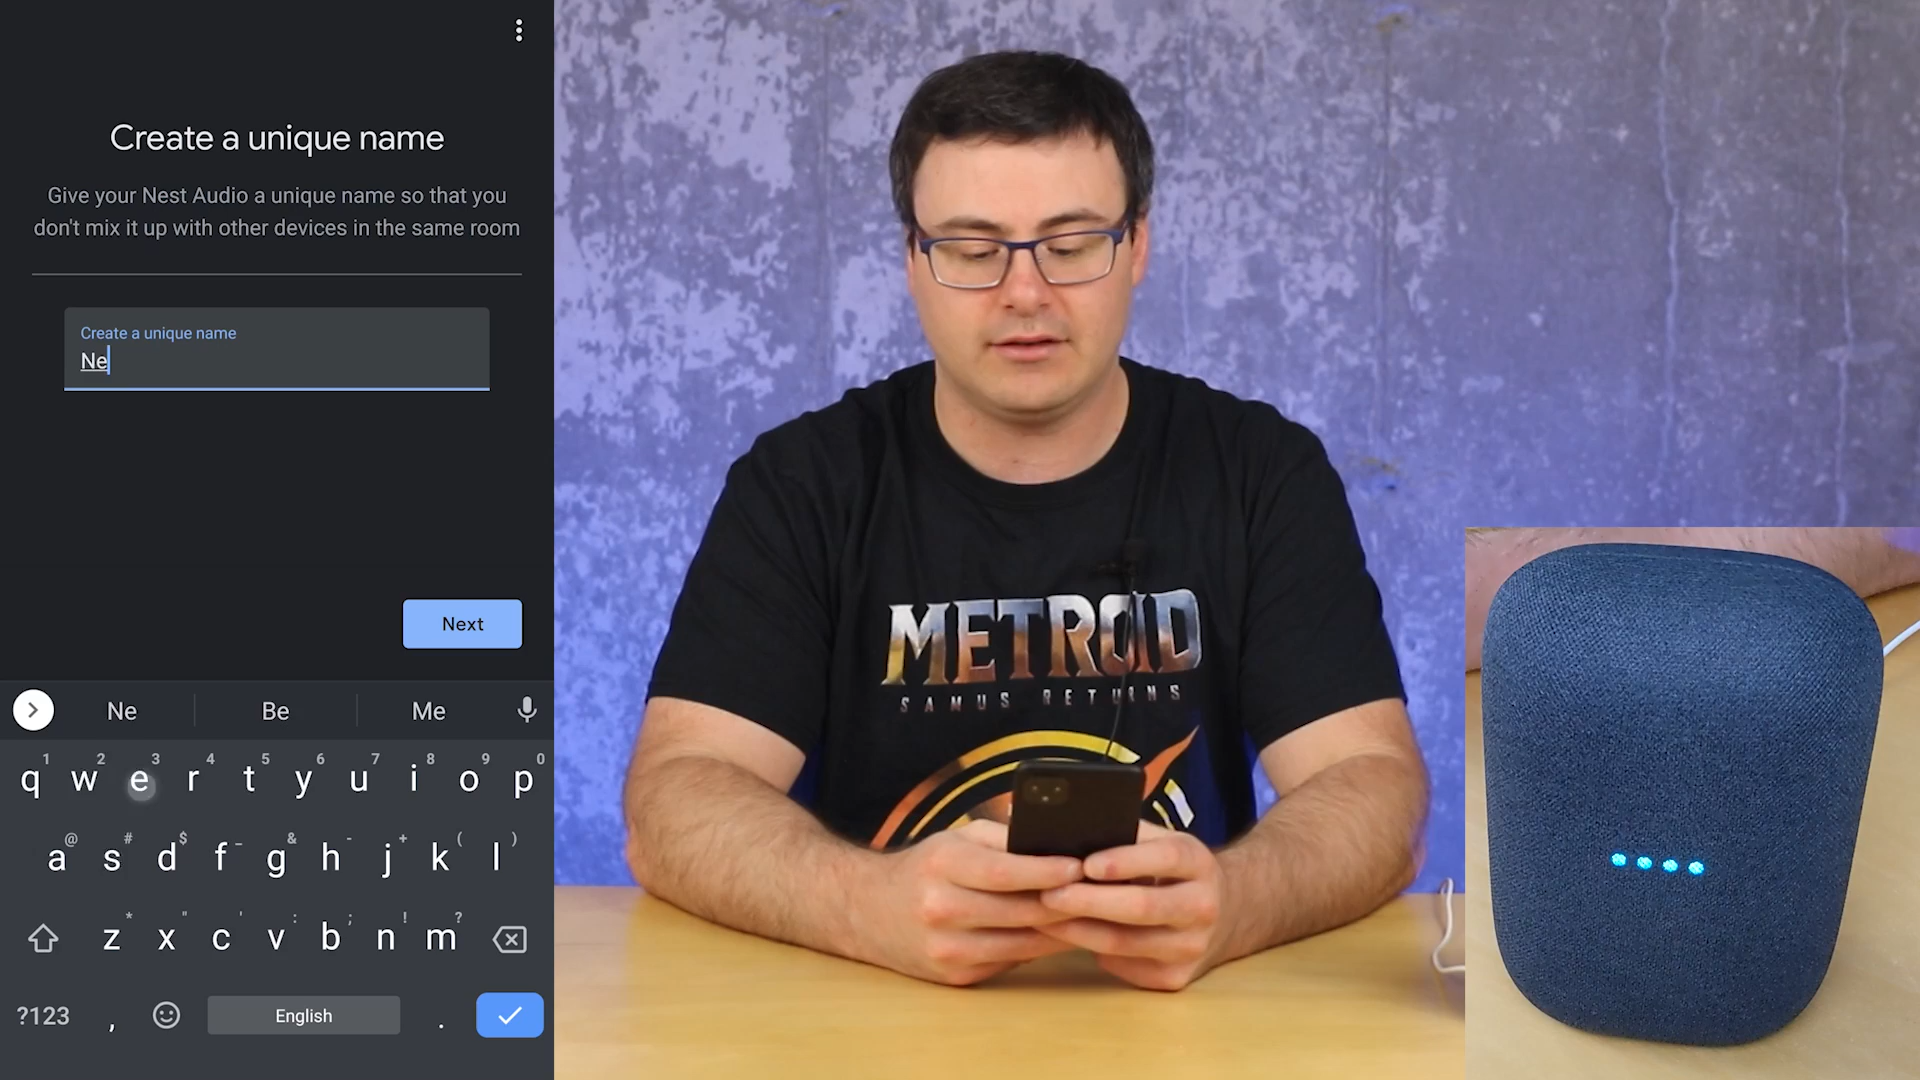 Create a unique name
Give your Nest Audio a unique name so that you
don't mix it up with other devices in the same room
Create a unique name
Ne
Next
Ne Be Me
1 2 3 4 5 6 7 8 9 0
q w e r t y u i o p
@ # $ _ & - + ( )
a s d f g h j k l
* " ' : ; ! ?
z x c v b n m
?123 , English .
METROID
SAMUS RETURNS